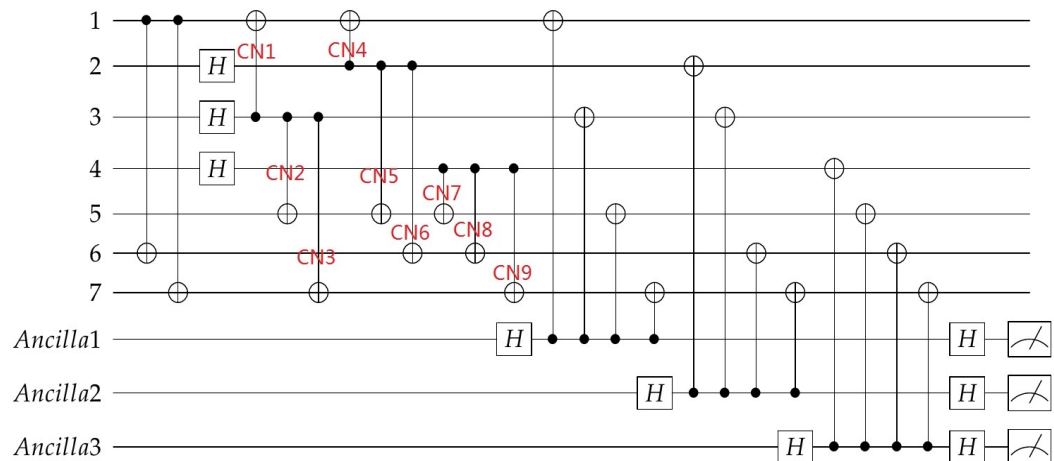 1
CN1 CN4
2 H
3 H
4 H CN2 CN5
CN7
5 CN6 CN8
6 CN3
CN9
7
Ancilla1 H H
Ancilla2 H H
Ancilla3 H H